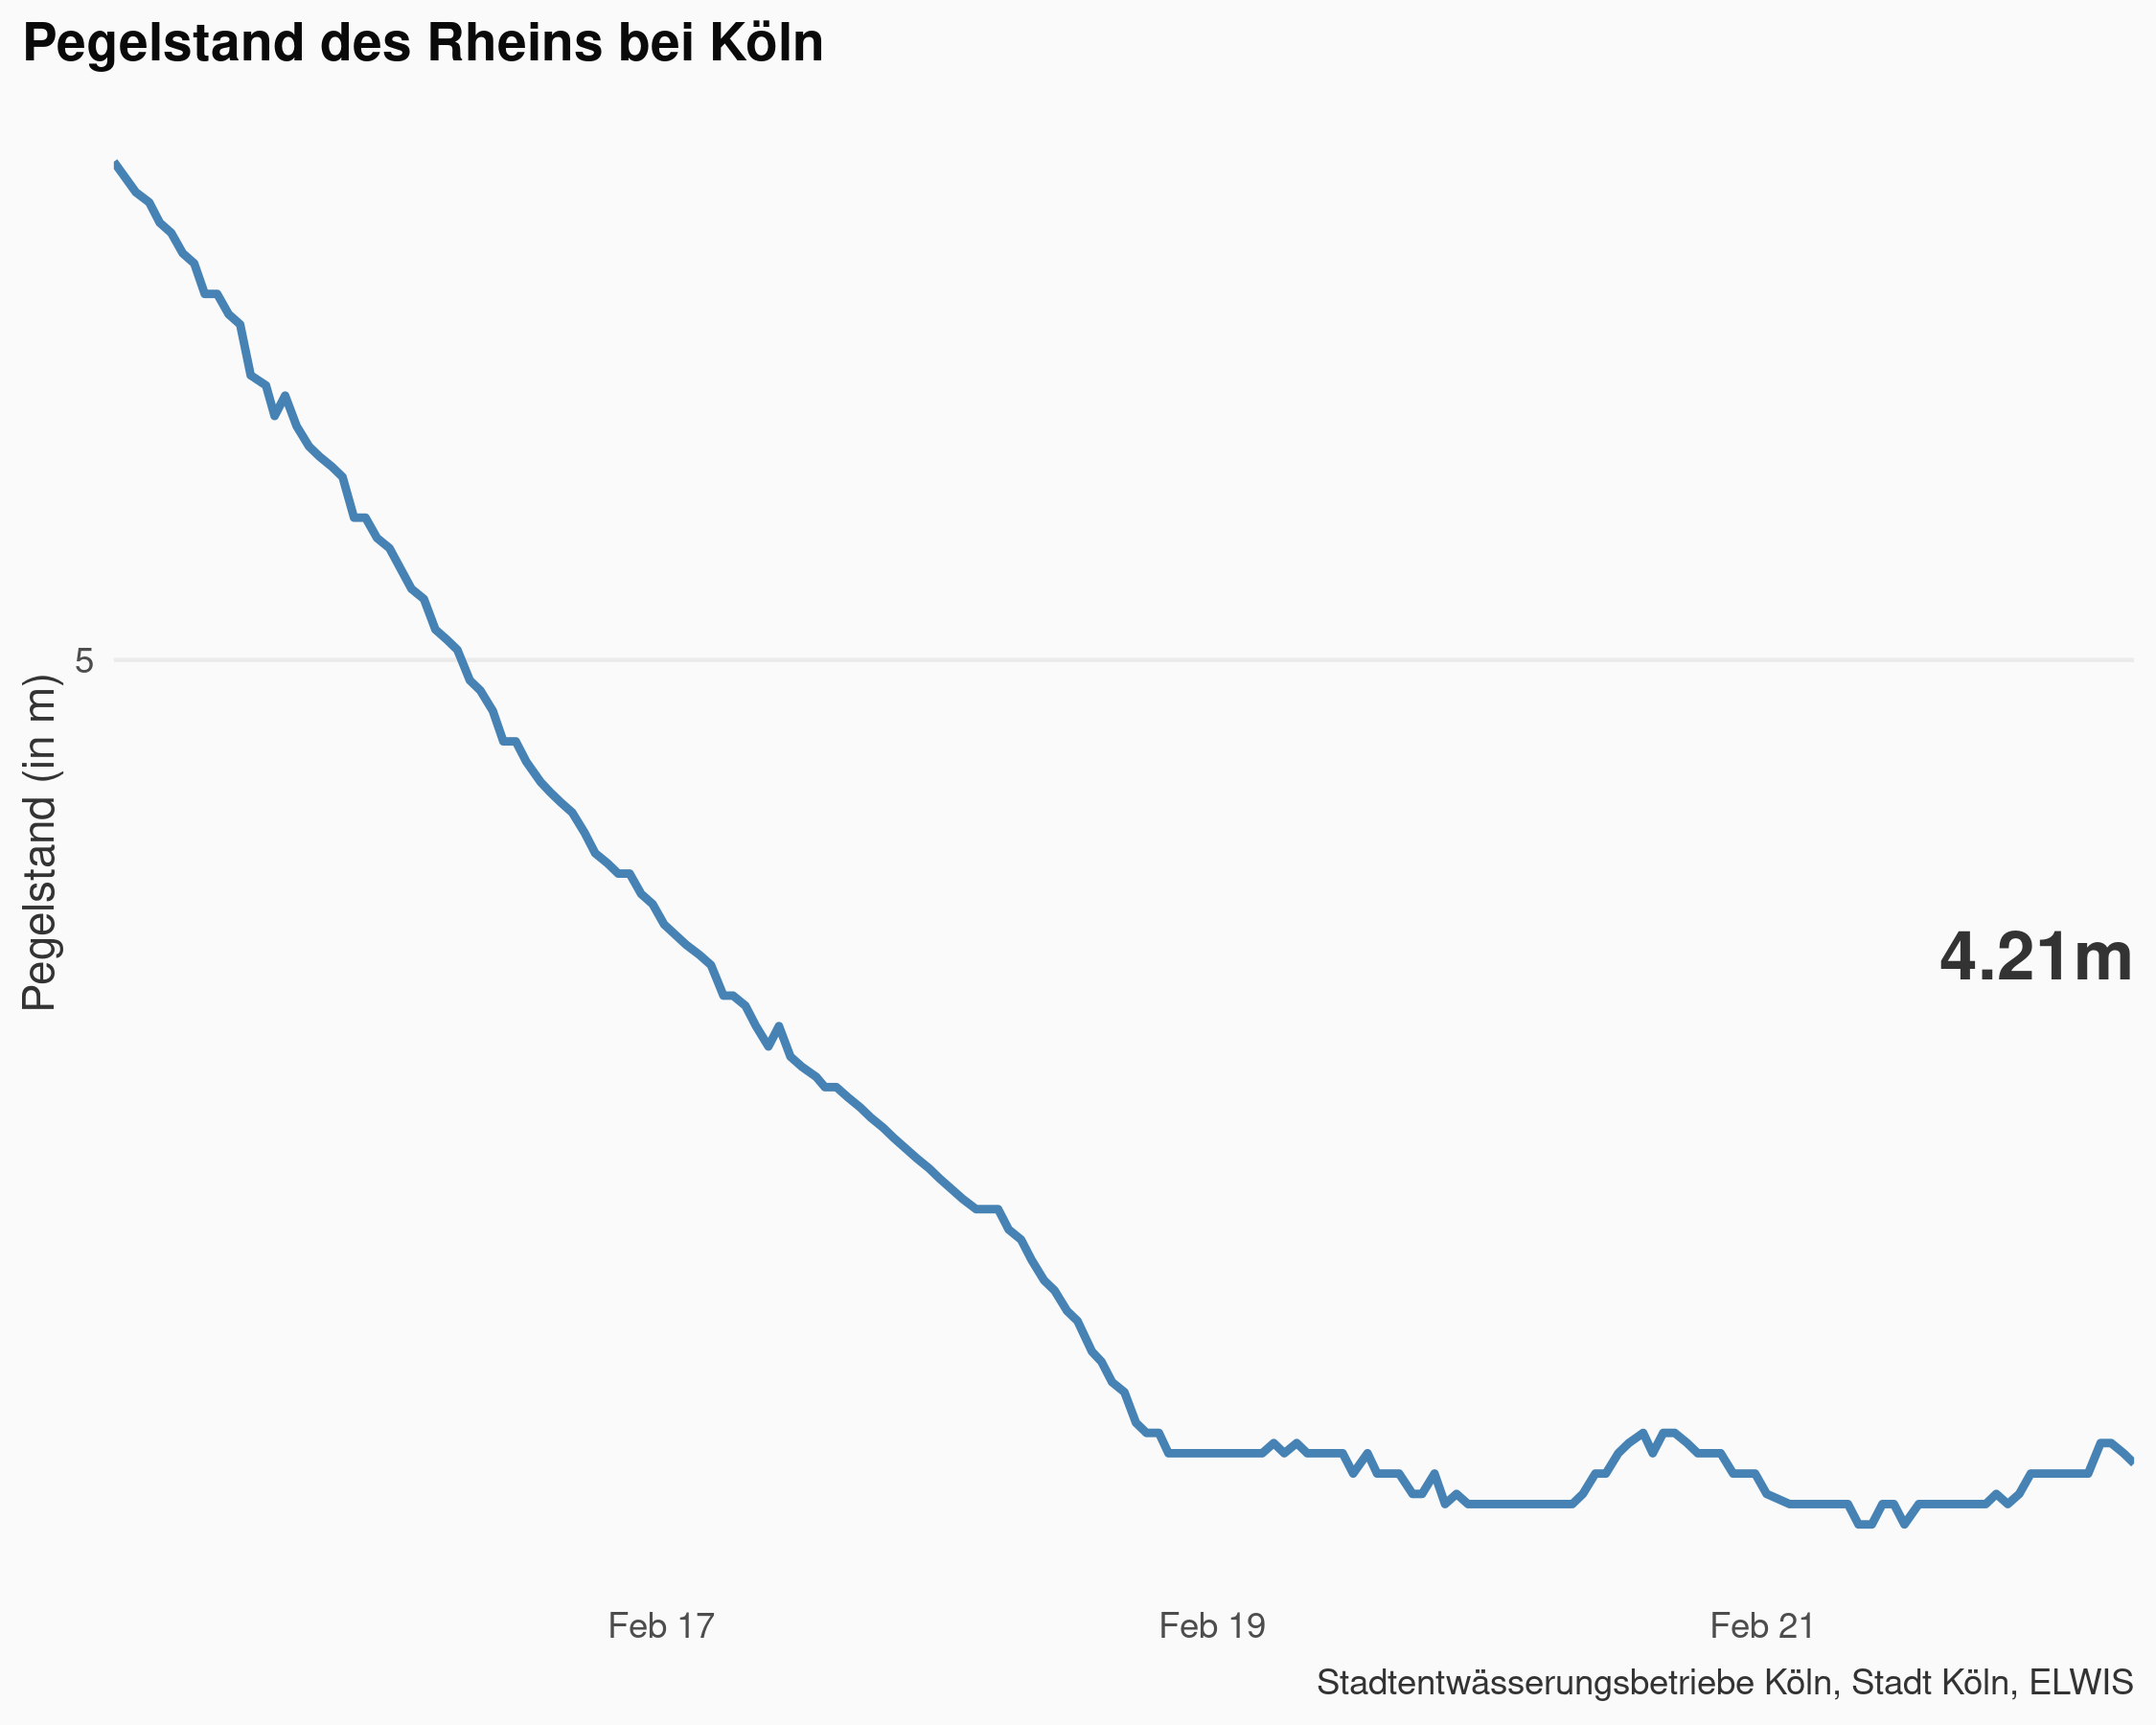 Pegelstand des Rheins bei Köln
Pegelstand (in m)
5
4.21m
Feb 17
Feb 19
Feb 21
Stadtentwässerungsbetriebe Köln, Stadt Köln, ELWIS